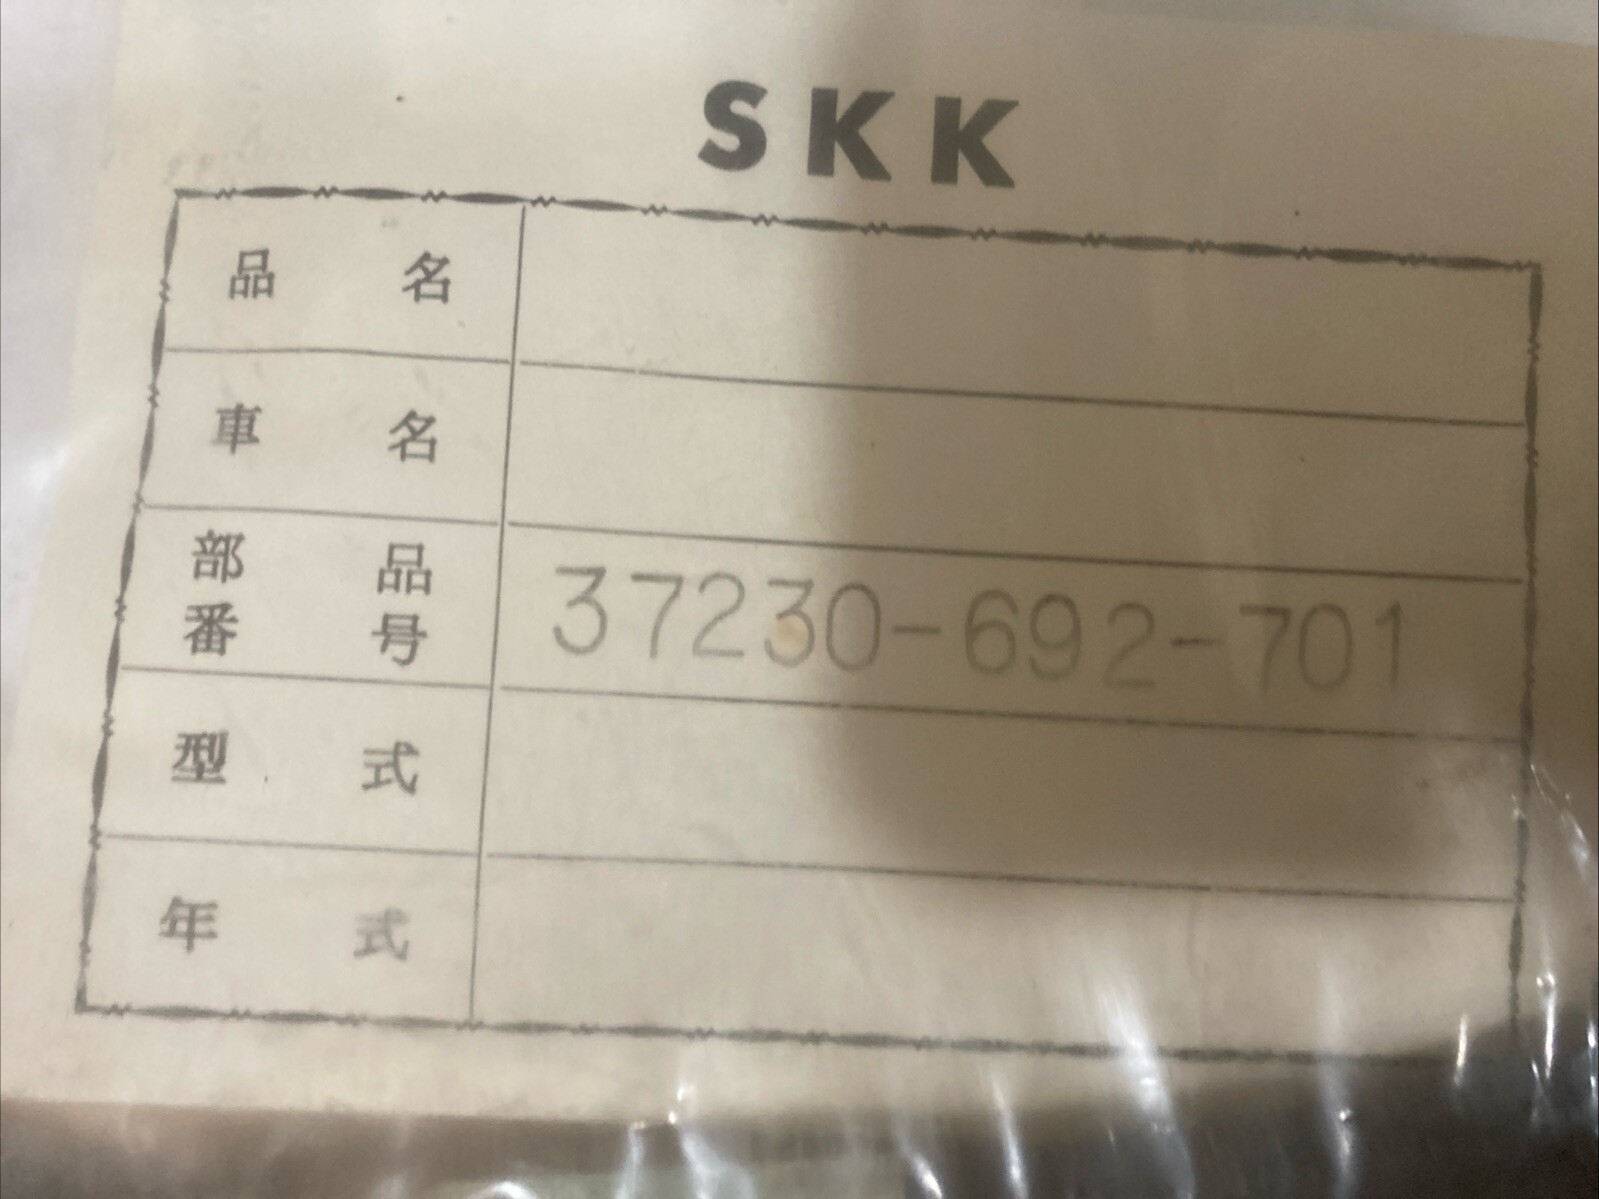 SKK
品 名
車 名
部 品
番 号 37230-692-701
型 式
年 式